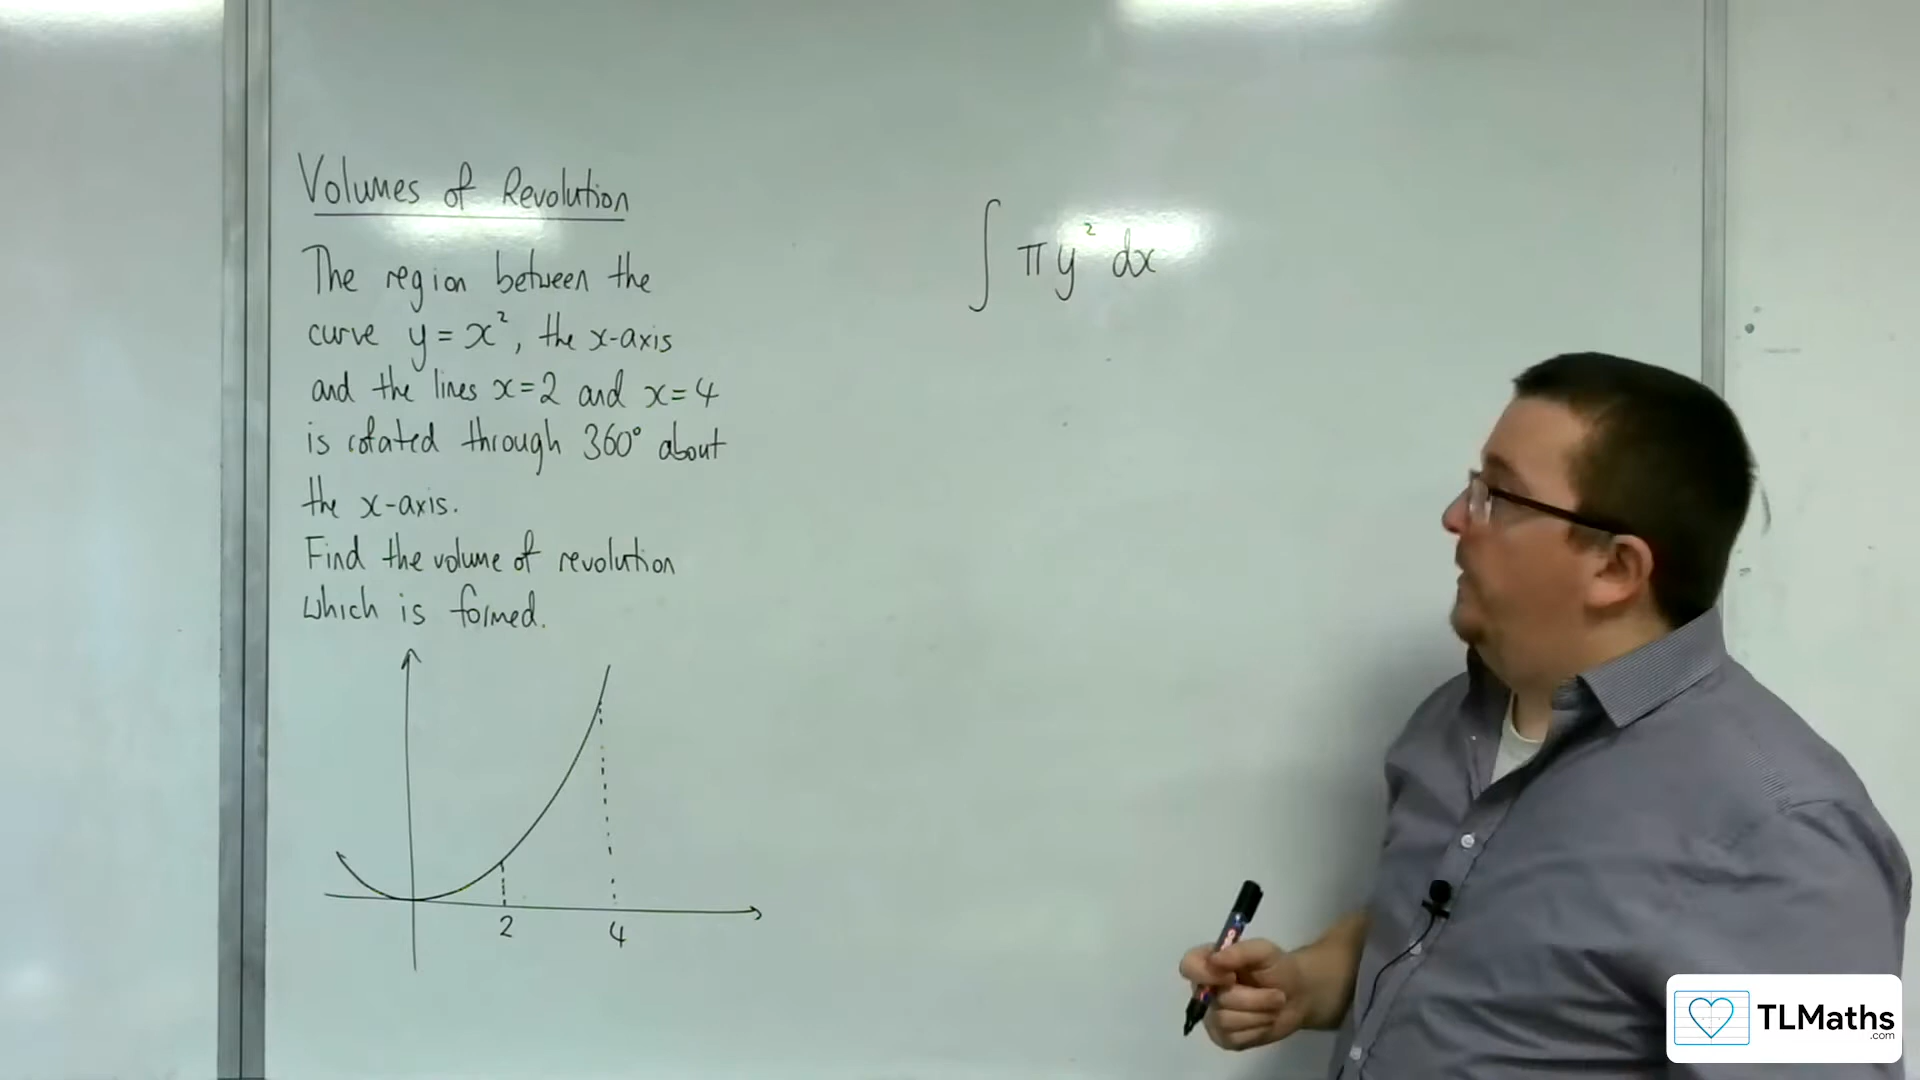 Volumes of Revolution
The region between the
curve y = x², the x-axis
and the lines x=2 and x=4
is rotated through 360° about
the x-axis.
Find the volume of revolution
which is formed.
2
4
∫ π y² dx
TLMaths
.com